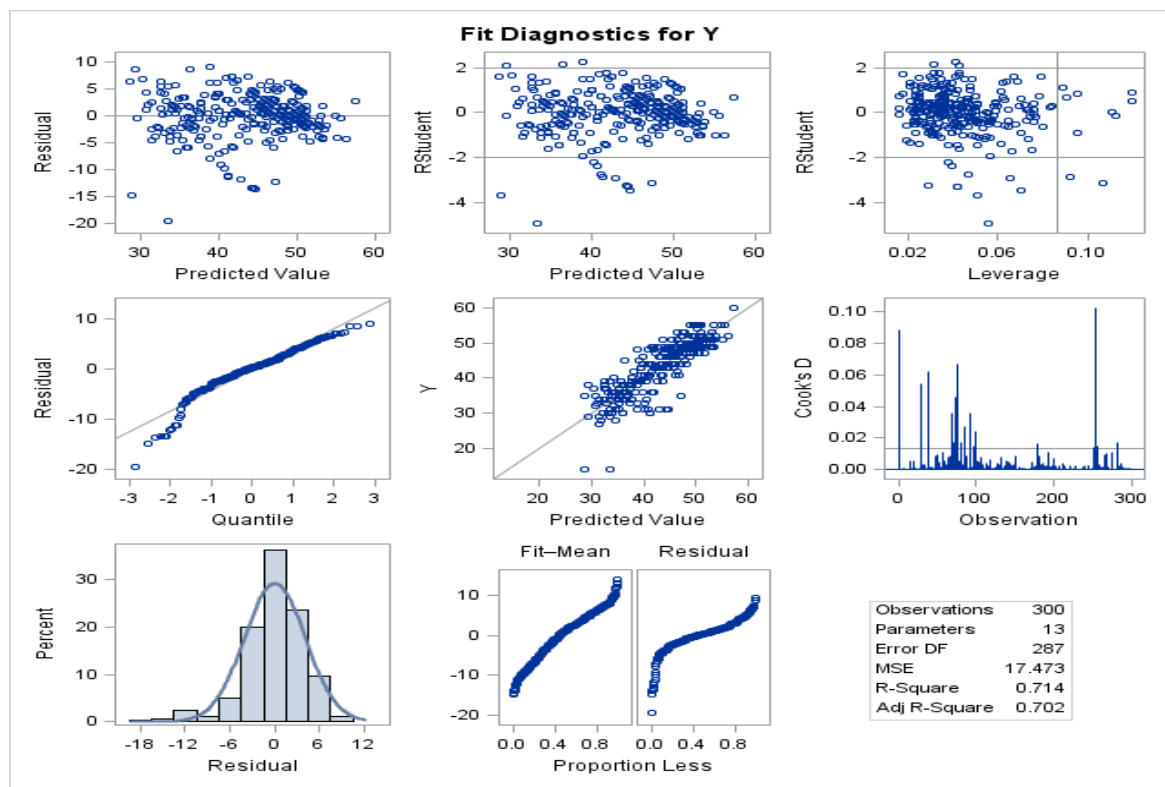 Fit Diagnostics for Y
Residual
10
5
0
-5
-10
-15
-20
30 40 50 60
Predicted Value
RStudent
2
0
-2
-4
30 40 50 60
Predicted Value
RStudent
2
0
-2
-4
0.02 0.06 0.10
Leverage
Residual
10
0
-10
-20
-3 -2 -1 0 1 2 3
Quantile
Y
60
50
40
30
20
20 30 40 50 60
Predicted Value
Cook's D
0.10
0.08
0.06
0.04
0.02
0.00
0 100 200 300
Observation
Percent
30
20
10
0
-18 -12 -6 0 6 12
Residual
Fit–Mean Residual
10
0
-10
-20
0.0 0.4 0.8 0.0 0.4 0.8
Proportion Less
Observations 300
Parameters 13
Error DF 287
MSE 17.473
R-Square 0.714
Adj R-Square 0.702